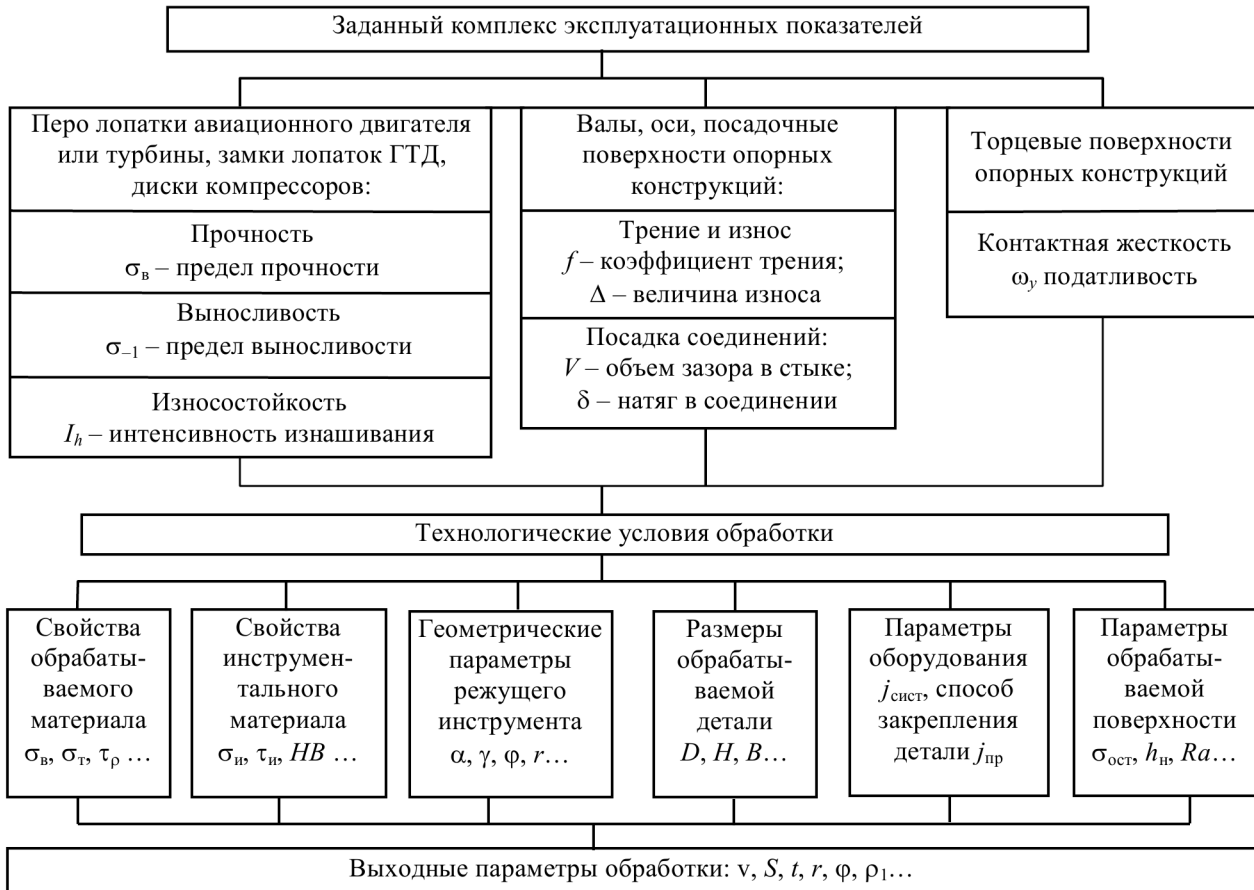 Заданный комплекс эксплуатационных показателей
Перо лопатки авиационного двигателя
или турбины, замки лопаток ГТД,
диски компрессоров:
Прочность
σв – предел прочности
Выносливость
σ–1 – предел выносливости
Износостойкость
Ih – интенсивность изнашивания
Валы, оси, посадочные
поверхности опорных
конструкций:
Трение и износ
f – коэффициент трения;
Δ – величина износа
Посадка соединений:
V – объем зазора в стыке;
δ – натяг в соединении
Торцевые поверхности
опорных конструкций
Контактная жесткость
ωy податливость
Технологические условия обработки
Свойства
обрабаты-
ваемого
материала
σв, σт, τρ ...
Свойства
инструмен-
тального
материала
σи, τи, HB ...
Геометрические
параметры
режущего
инструмента
α, γ, φ, r...
Размеры
обрабаты-
ваемой
детали
D, H, B...
Параметры
оборудования
jсист, способ
закрепления
детали jпр
Параметры
обрабаты-
ваемой
поверхности
σост, hн, Ra...
Выходные параметры обработки: v, S, t, r, φ, ρ1...